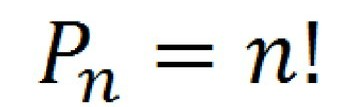 Pₙ = n!